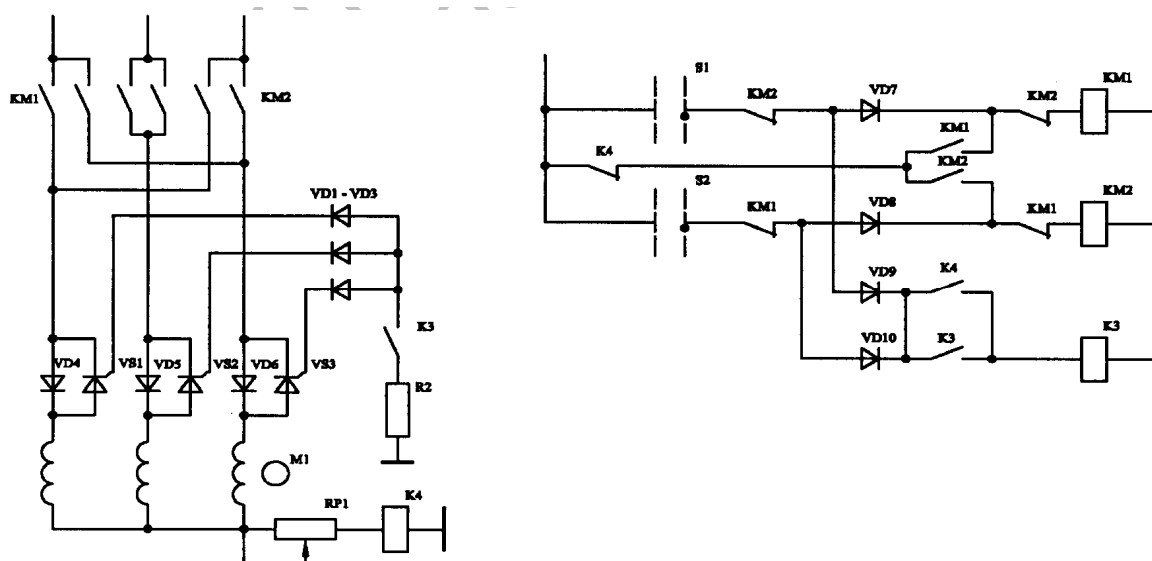 KM1
KM2
VD1 - VD3
K3
VD4
VS1
VD5
VS2
VD6
VS3
R2
M1
RP1
K4
S1
KM2
VD7
KM2
KM1
KM1
K4
KM2
S2
KM1
VD8
KM1
KM2
VD9
K4
VD10
K3
K3